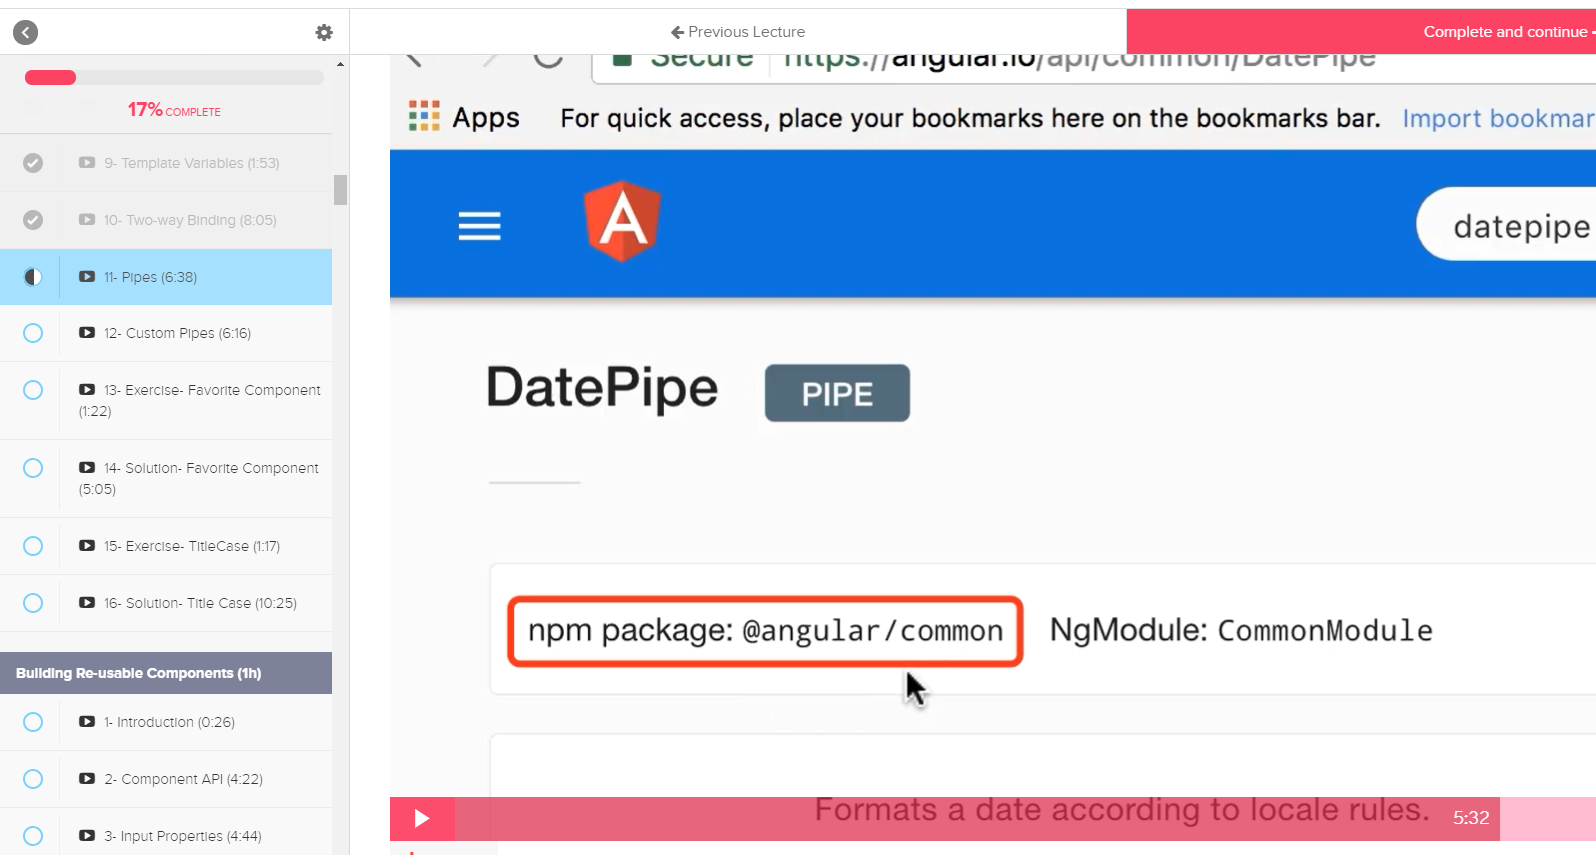 Previous Lecture
Complete and continue
17% COMPLETE
9- Template Variables (1:53)
10- Two-way Binding (8:05)
11- Pipes (6:38)
12- Custom Pipes (6:16)
13- Exercise- Favorite Component
(1:22)
14- Solution- Favorite Component
(5:05)
15- Exercise- TitleCase (1:17)
16- Solution- Title Case (10:25)
Building Re-usable Components (1h)
1- Introduction (0:26)
2- Component API (4:22)
3- Input Properties (4:44)
Secure https://angular.io/api/common/DatePipe
Apps For quick access, place your bookmarks here on the bookmarks bar. Import bookmar
A
datepipe
DatePipe PIPE
npm package: @angular/common NgModule: CommonModule
Formats a date according to locale rules.
5:32